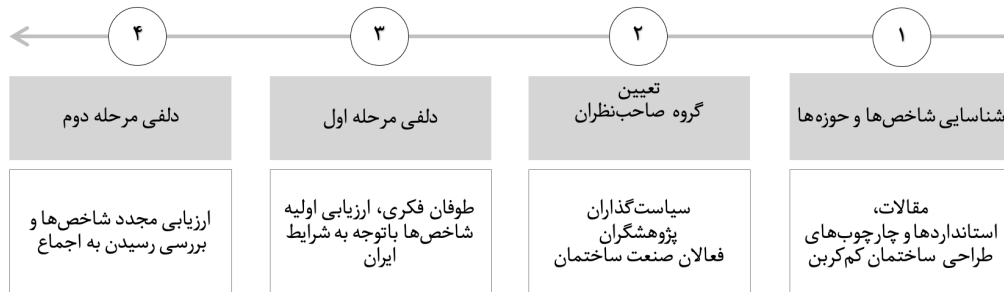 ۱
شناسایی شاخص‌ها و حوزه‌ها
مقالات،
استانداردها و چارچوب‌های
طراحی ساختمان کم‌کربن
۲
تعیین
گروه صاحب‌نظران
سیاست‌گذاران
پژوهشگران
فعالان صنعت ساختمان
۳
دلفی مرحله اول
طوفان فکری، ارزیابی اولیه
شاخص‌ها باتوجه به شرایط
ایران
۴
دلفی مرحله دوم
ارزیابی مجدد شاخص‌ها و
بررسی رسیدن به اجماع